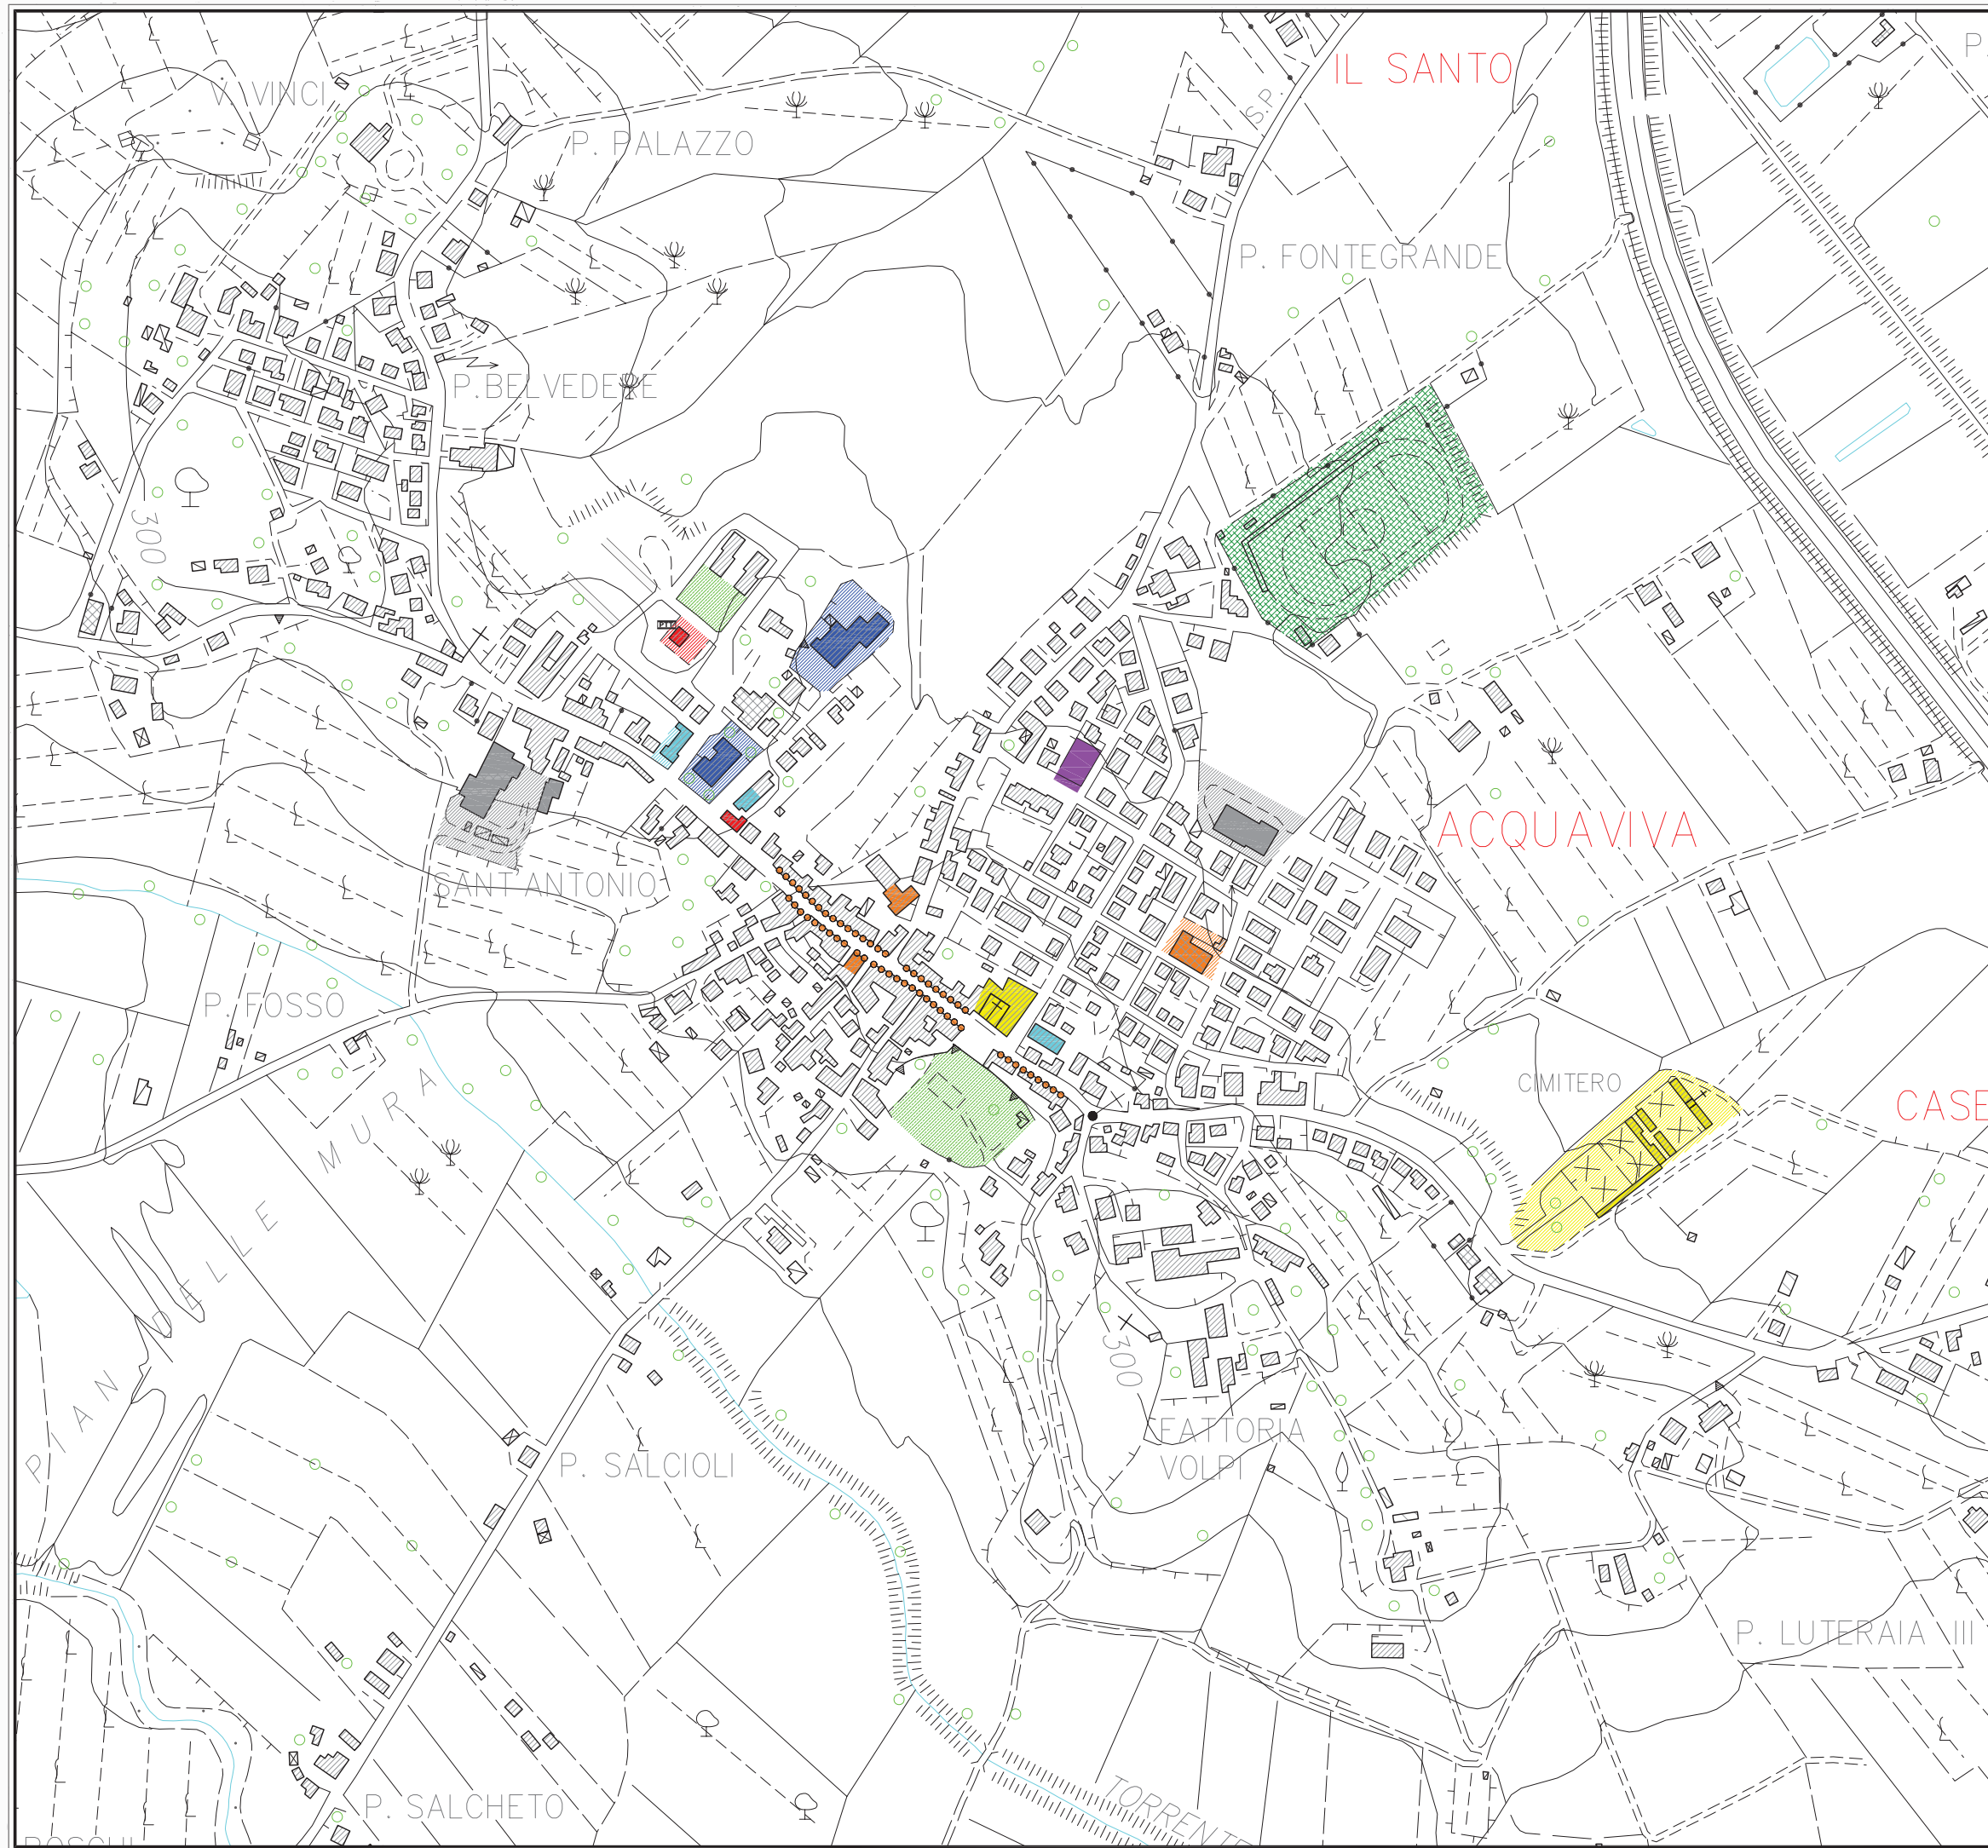 IL SANTO
P.
V. VINCI
S.P.
P. PALAZZO
P. FONTEGRANDE
P.BELVEDERE
300
ACQUAVIVA
SANT'ANTONIO
P. FOSSO
CIMITERO
CASE
PIAN DELLE MURA
300
FATTORIA
VOLPI
P. SALCIOLI
P. LUTERAIA III
P. SALCHETO
TORRENTE